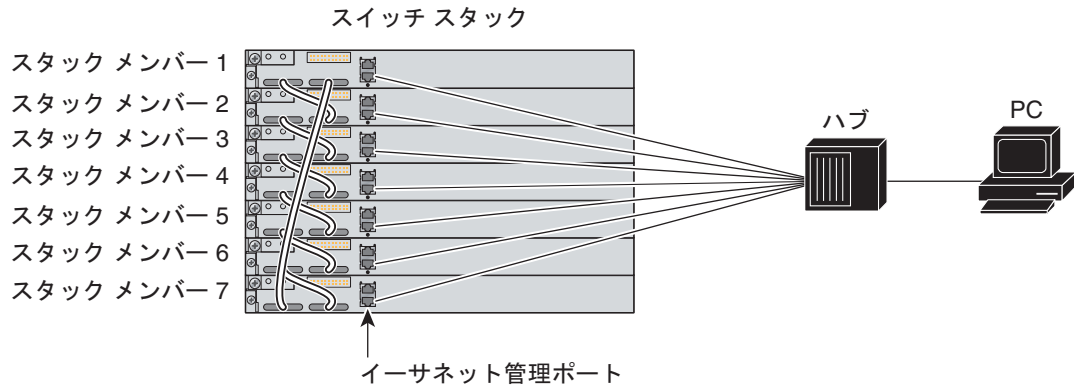 スイッチ スタック
スタック メンバー 1
スタック メンバー 2
スタック メンバー 3
スタック メンバー 4
スタック メンバー 5
スタック メンバー 6
スタック メンバー 7
ハブ
PC
イーサネット管理ポート